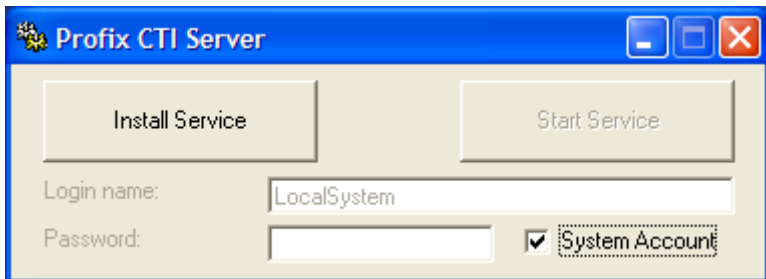 Profix CTI Server
Install Service
Start Service
Login name:
LocalSystem
Password:
System Account